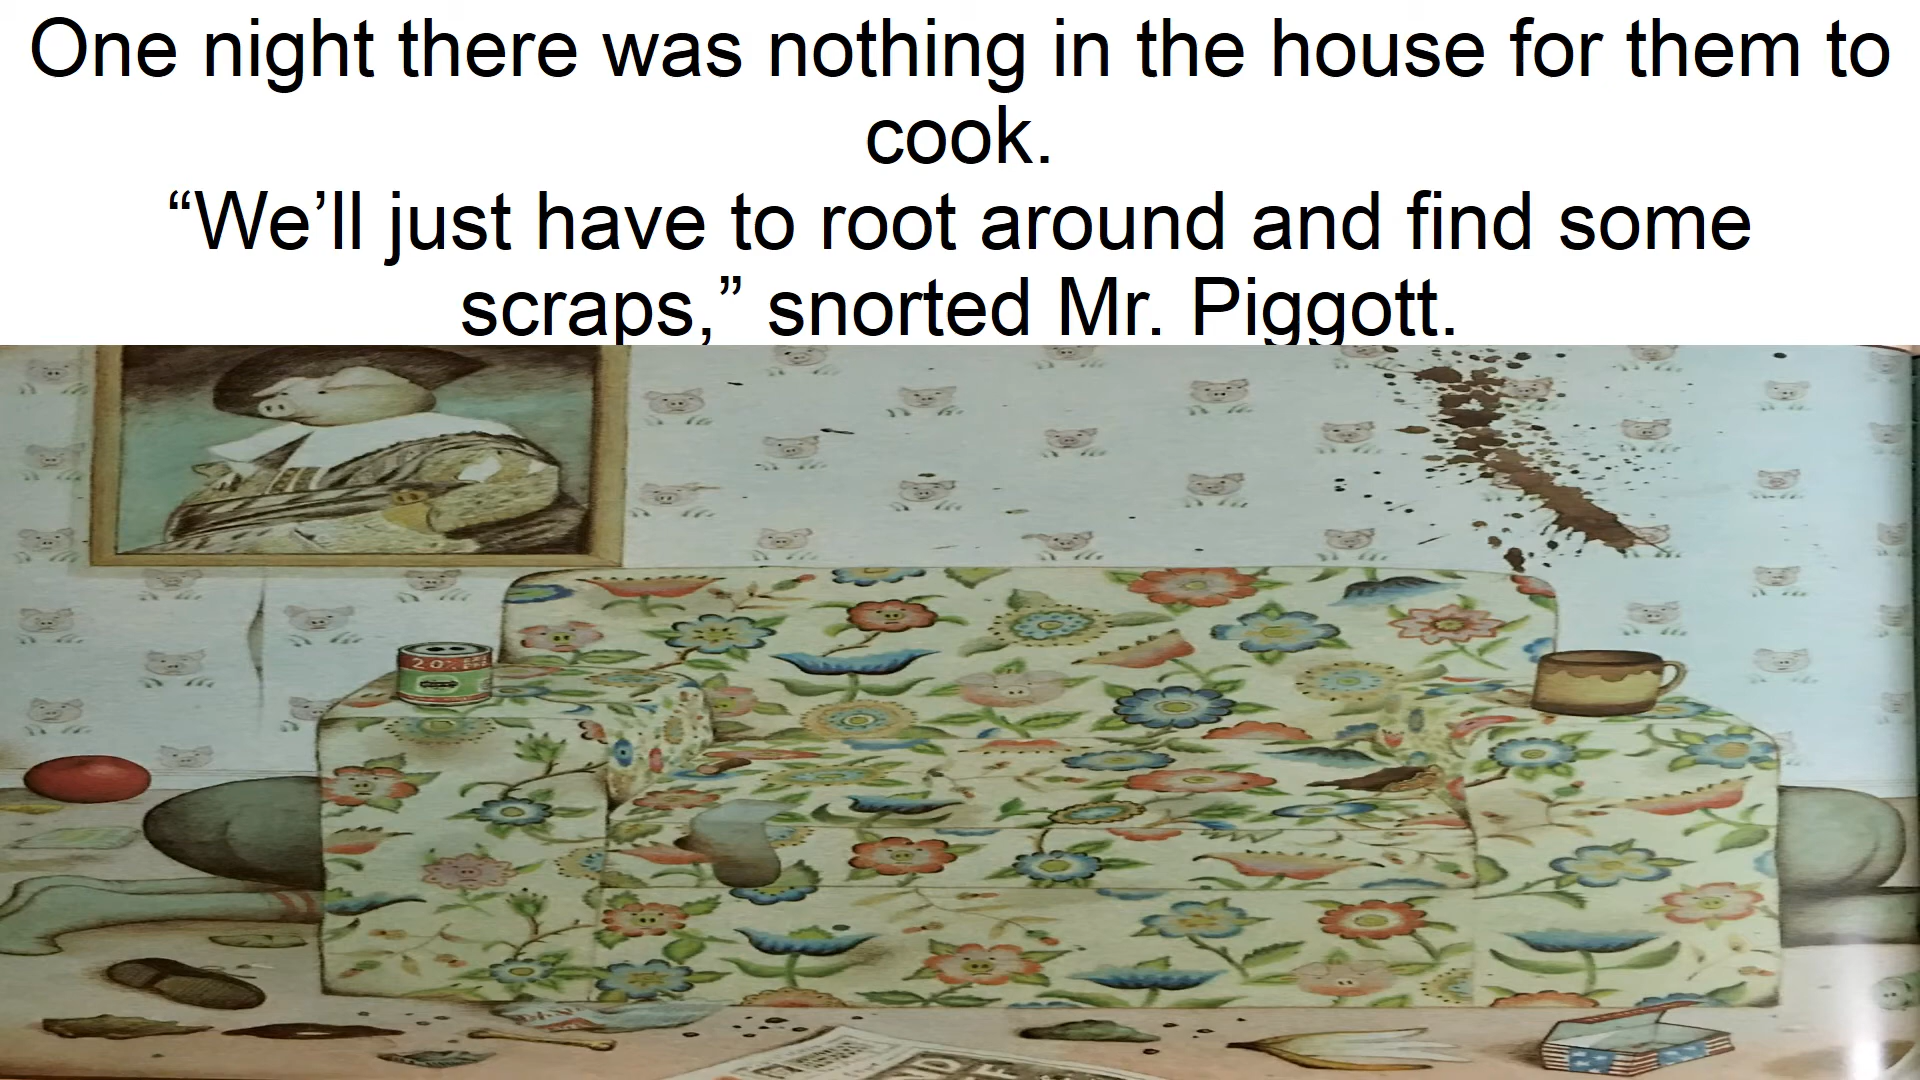 One night there was nothing in the house for them to
cook.
“We’ll just have to root around and find some
scraps,” snorted Mr. Piggott.
20%